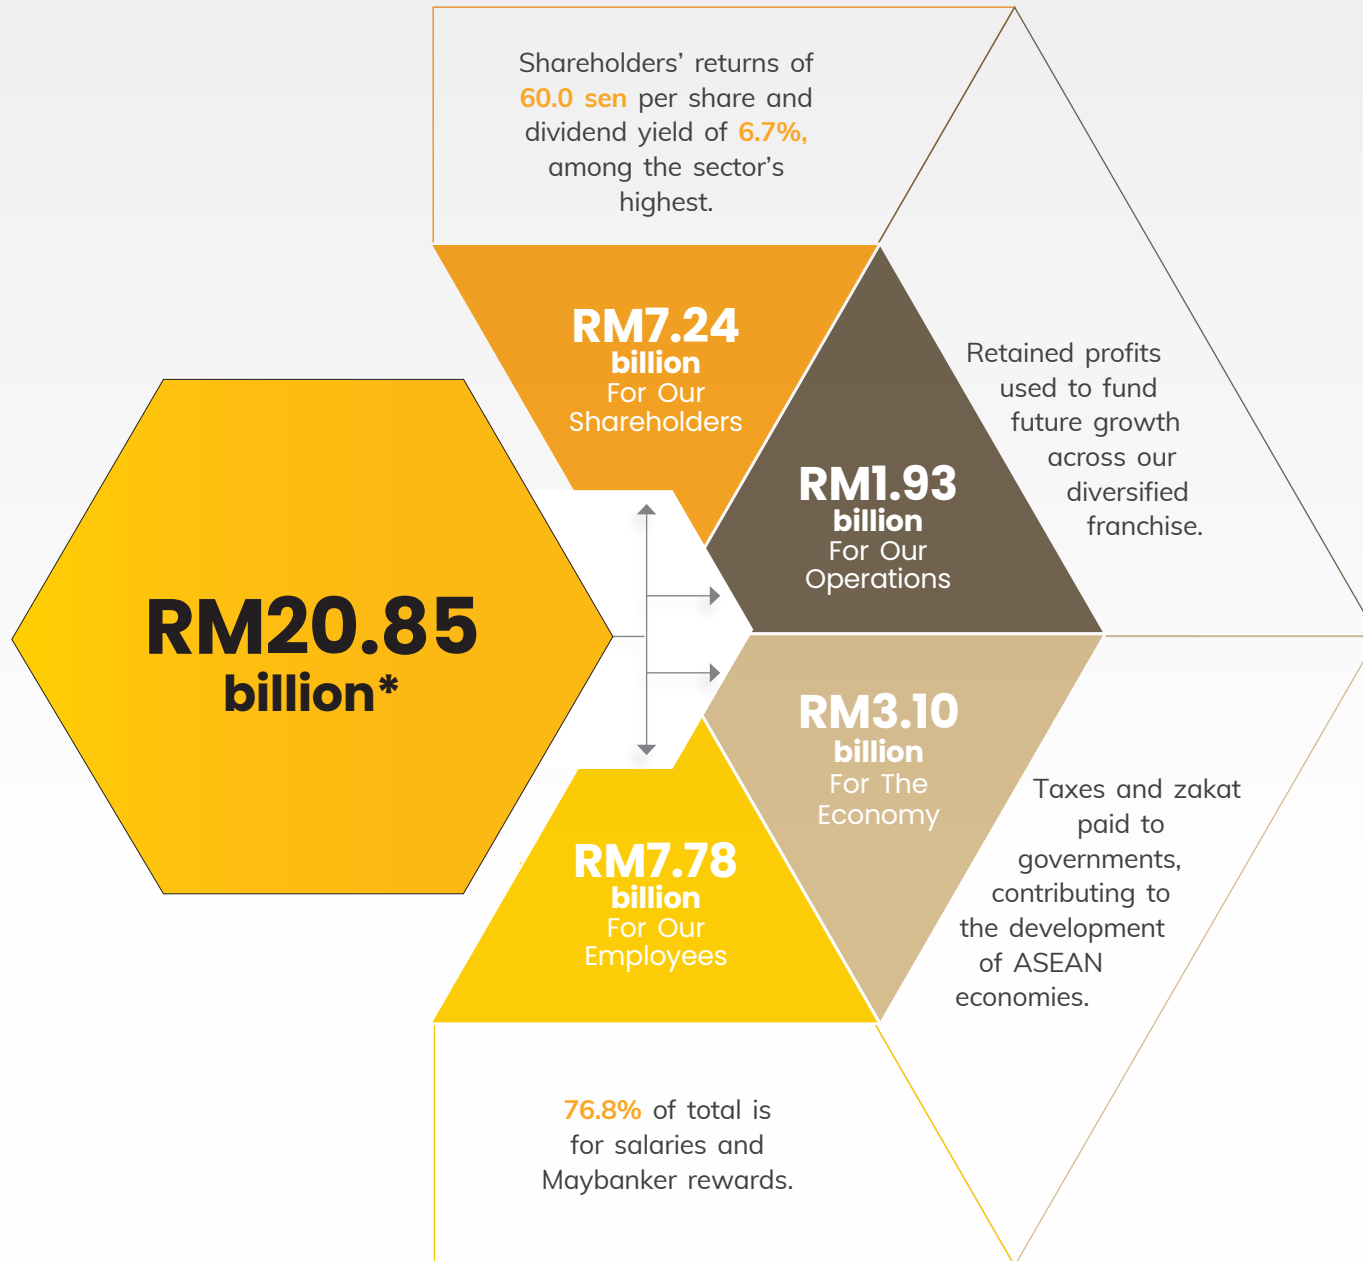 Shareholders’ returns of
60.0 sen per share and
dividend yield of 6.7%,
among the sector’s
highest.
RM7.24
billion
For Our
Shareholders
Retained profits
used to fund
future growth
across our
diversified
franchise.
RM1.93
billion
For Our
Operations
RM20.85
billion*
RM3.10
billion
For The
Economy
Taxes and zakat
paid to
governments,
contributing to
the development
of ASEAN
economies.
RM7.78
billion
For Our
Employees
76.8% of total is
for salaries and
Maybanker rewards.